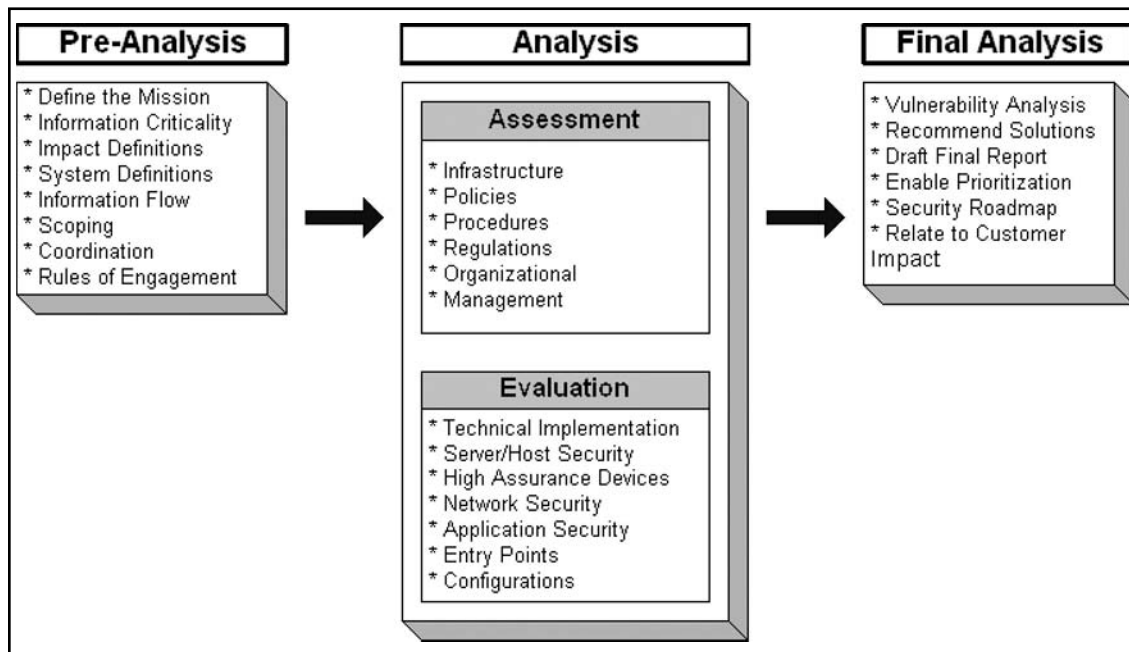 Pre-Analysis
* Define the Mission
* Information Criticality
* Impact Definitions
* System Definitions
* Information Flow
* Scoping
* Coordination
* Rules of Engagement
Analysis
Assessment
* Infrastructure
* Policies
* Procedures
* Regulations
* Organizational
* Management
Evaluation
* Technical Implementation
* Server/Host Security
* High Assurance Devices
* Network Security
* Application Security
* Entry Points
* Configurations
Final Analysis
* Vulnerability Analysis
* Recommend Solutions
* Draft Final Report
* Enable Prioritization
* Security Roadmap
* Relate to Customer
Impact